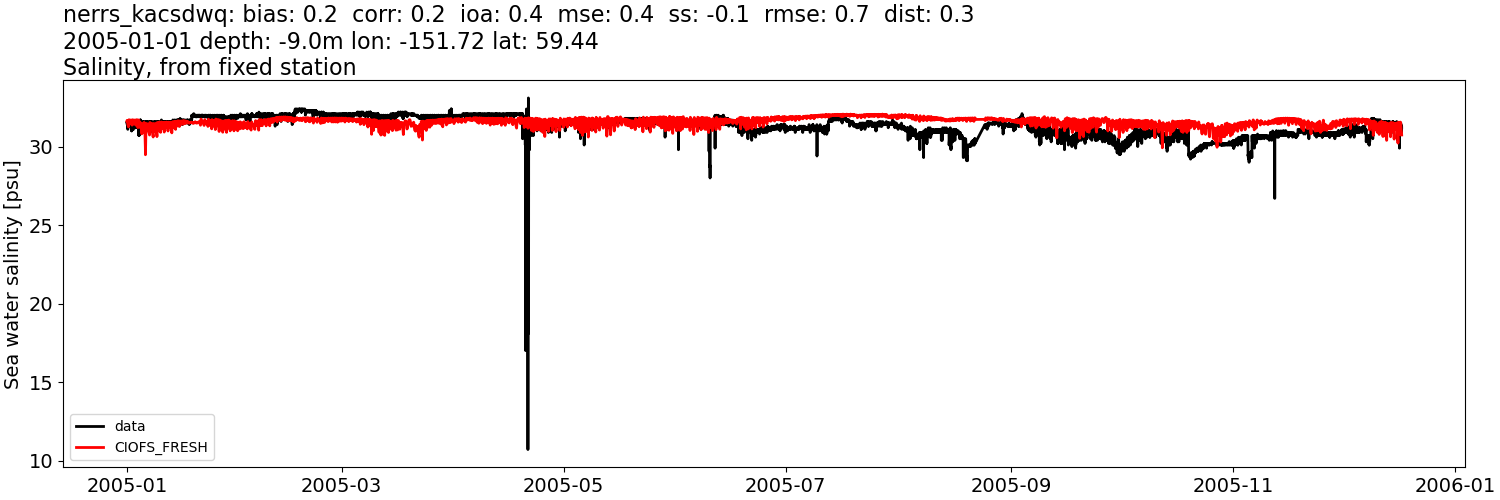 nerrs_kacsdwq: bias: 0.2  corr: 0.2  ioa: 0.4  mse: 0.4  ss: -0.1  rmse: 0.7  dist: 0.3
2005-01-01 depth: -9.0m lon: -151.72 lat: 59.44
Salinity, from fixed station
Sea water salinity [psu]
30
25
20
15
10
data
CIOFS_FRESH
2005-01
2005-03
2005-05
2005-07
2005-09
2005-11
2006-01